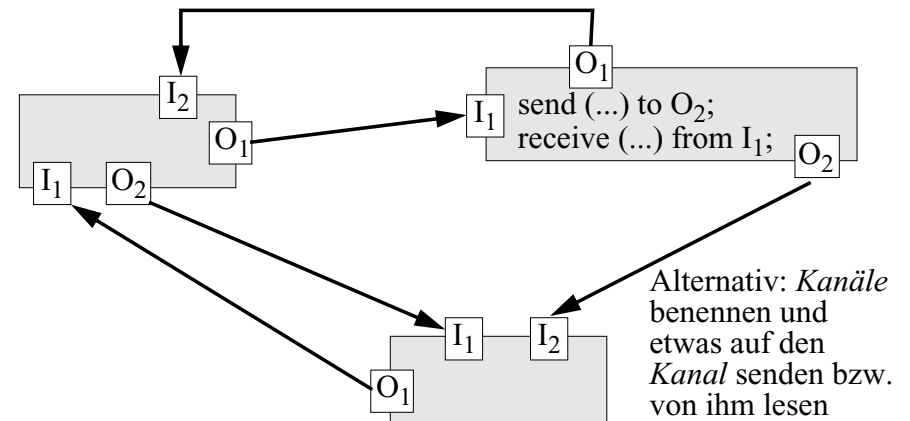 O1
I2
I1
send (...) to O2;
O1
receive (...) from I1;
O2
I1
O2
Alternativ: Kanäle
benennen und
etwas auf den
Kanal senden bzw.
von ihm lesen
I1
I2
O1